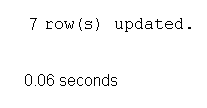 7 row(s) updated.
0.06 seconds